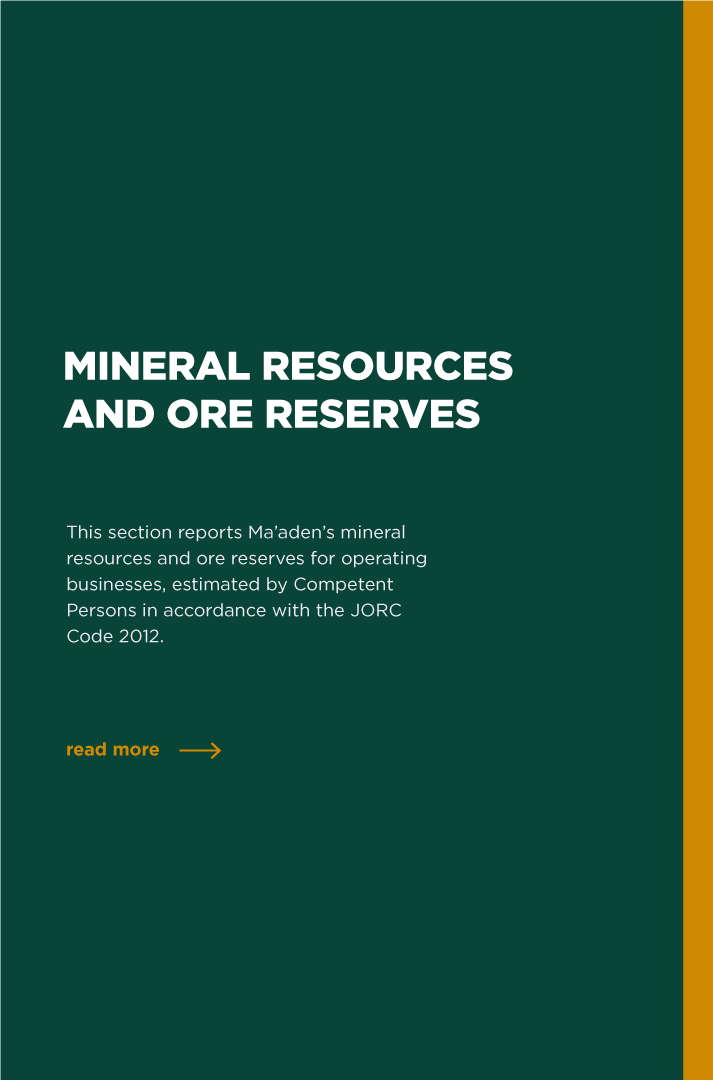 MINERAL RESOURCES
AND ORE RESERVES
This section reports Ma’aden’s mineral
resources and ore reserves for operating
businesses, estimated by Competent
Persons in accordance with the JORC
Code 2012.
read more